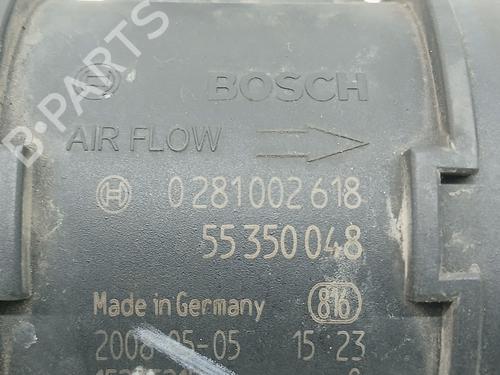 B-PARTS
BOSCH
AIR FLOW
0 281 002 618
55 350 048
Made in Germany 816
2008-05-05 15 23